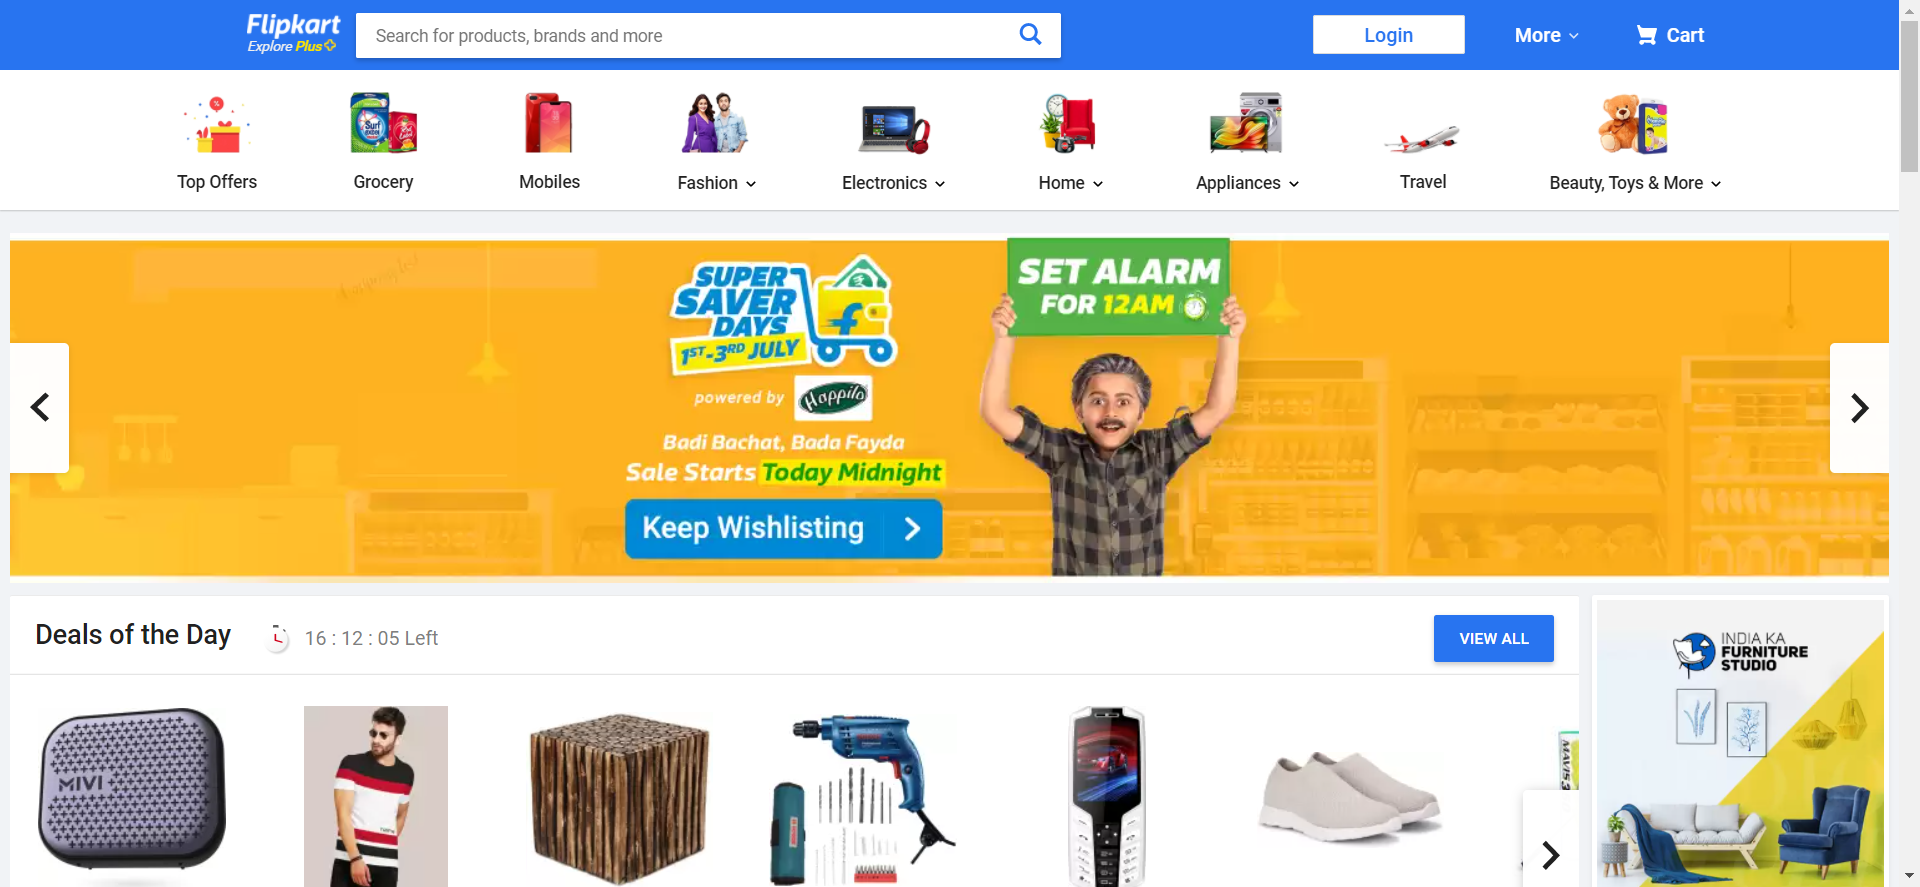 Flipkart
Explore Plus
Search for products, brands and more
Login
More
Cart
Top Offers
Grocery
Mobiles
Fashion
Electronics
Home
Appliances
Travel
Beauty, Toys & More
SUPER
SAVER
DAYS
1ST-3RD JULY
powered by Happilo
Badi Bachat, Bada Fayda
Sale Starts Today Midnight
Keep Wishlisting
SET ALARM
FOR 12AM
Deals of the Day
16 : 12 : 05 Left
VIEW ALL
MIVI
MAVIS
INDIA KA
FURNITURE
STUDIO